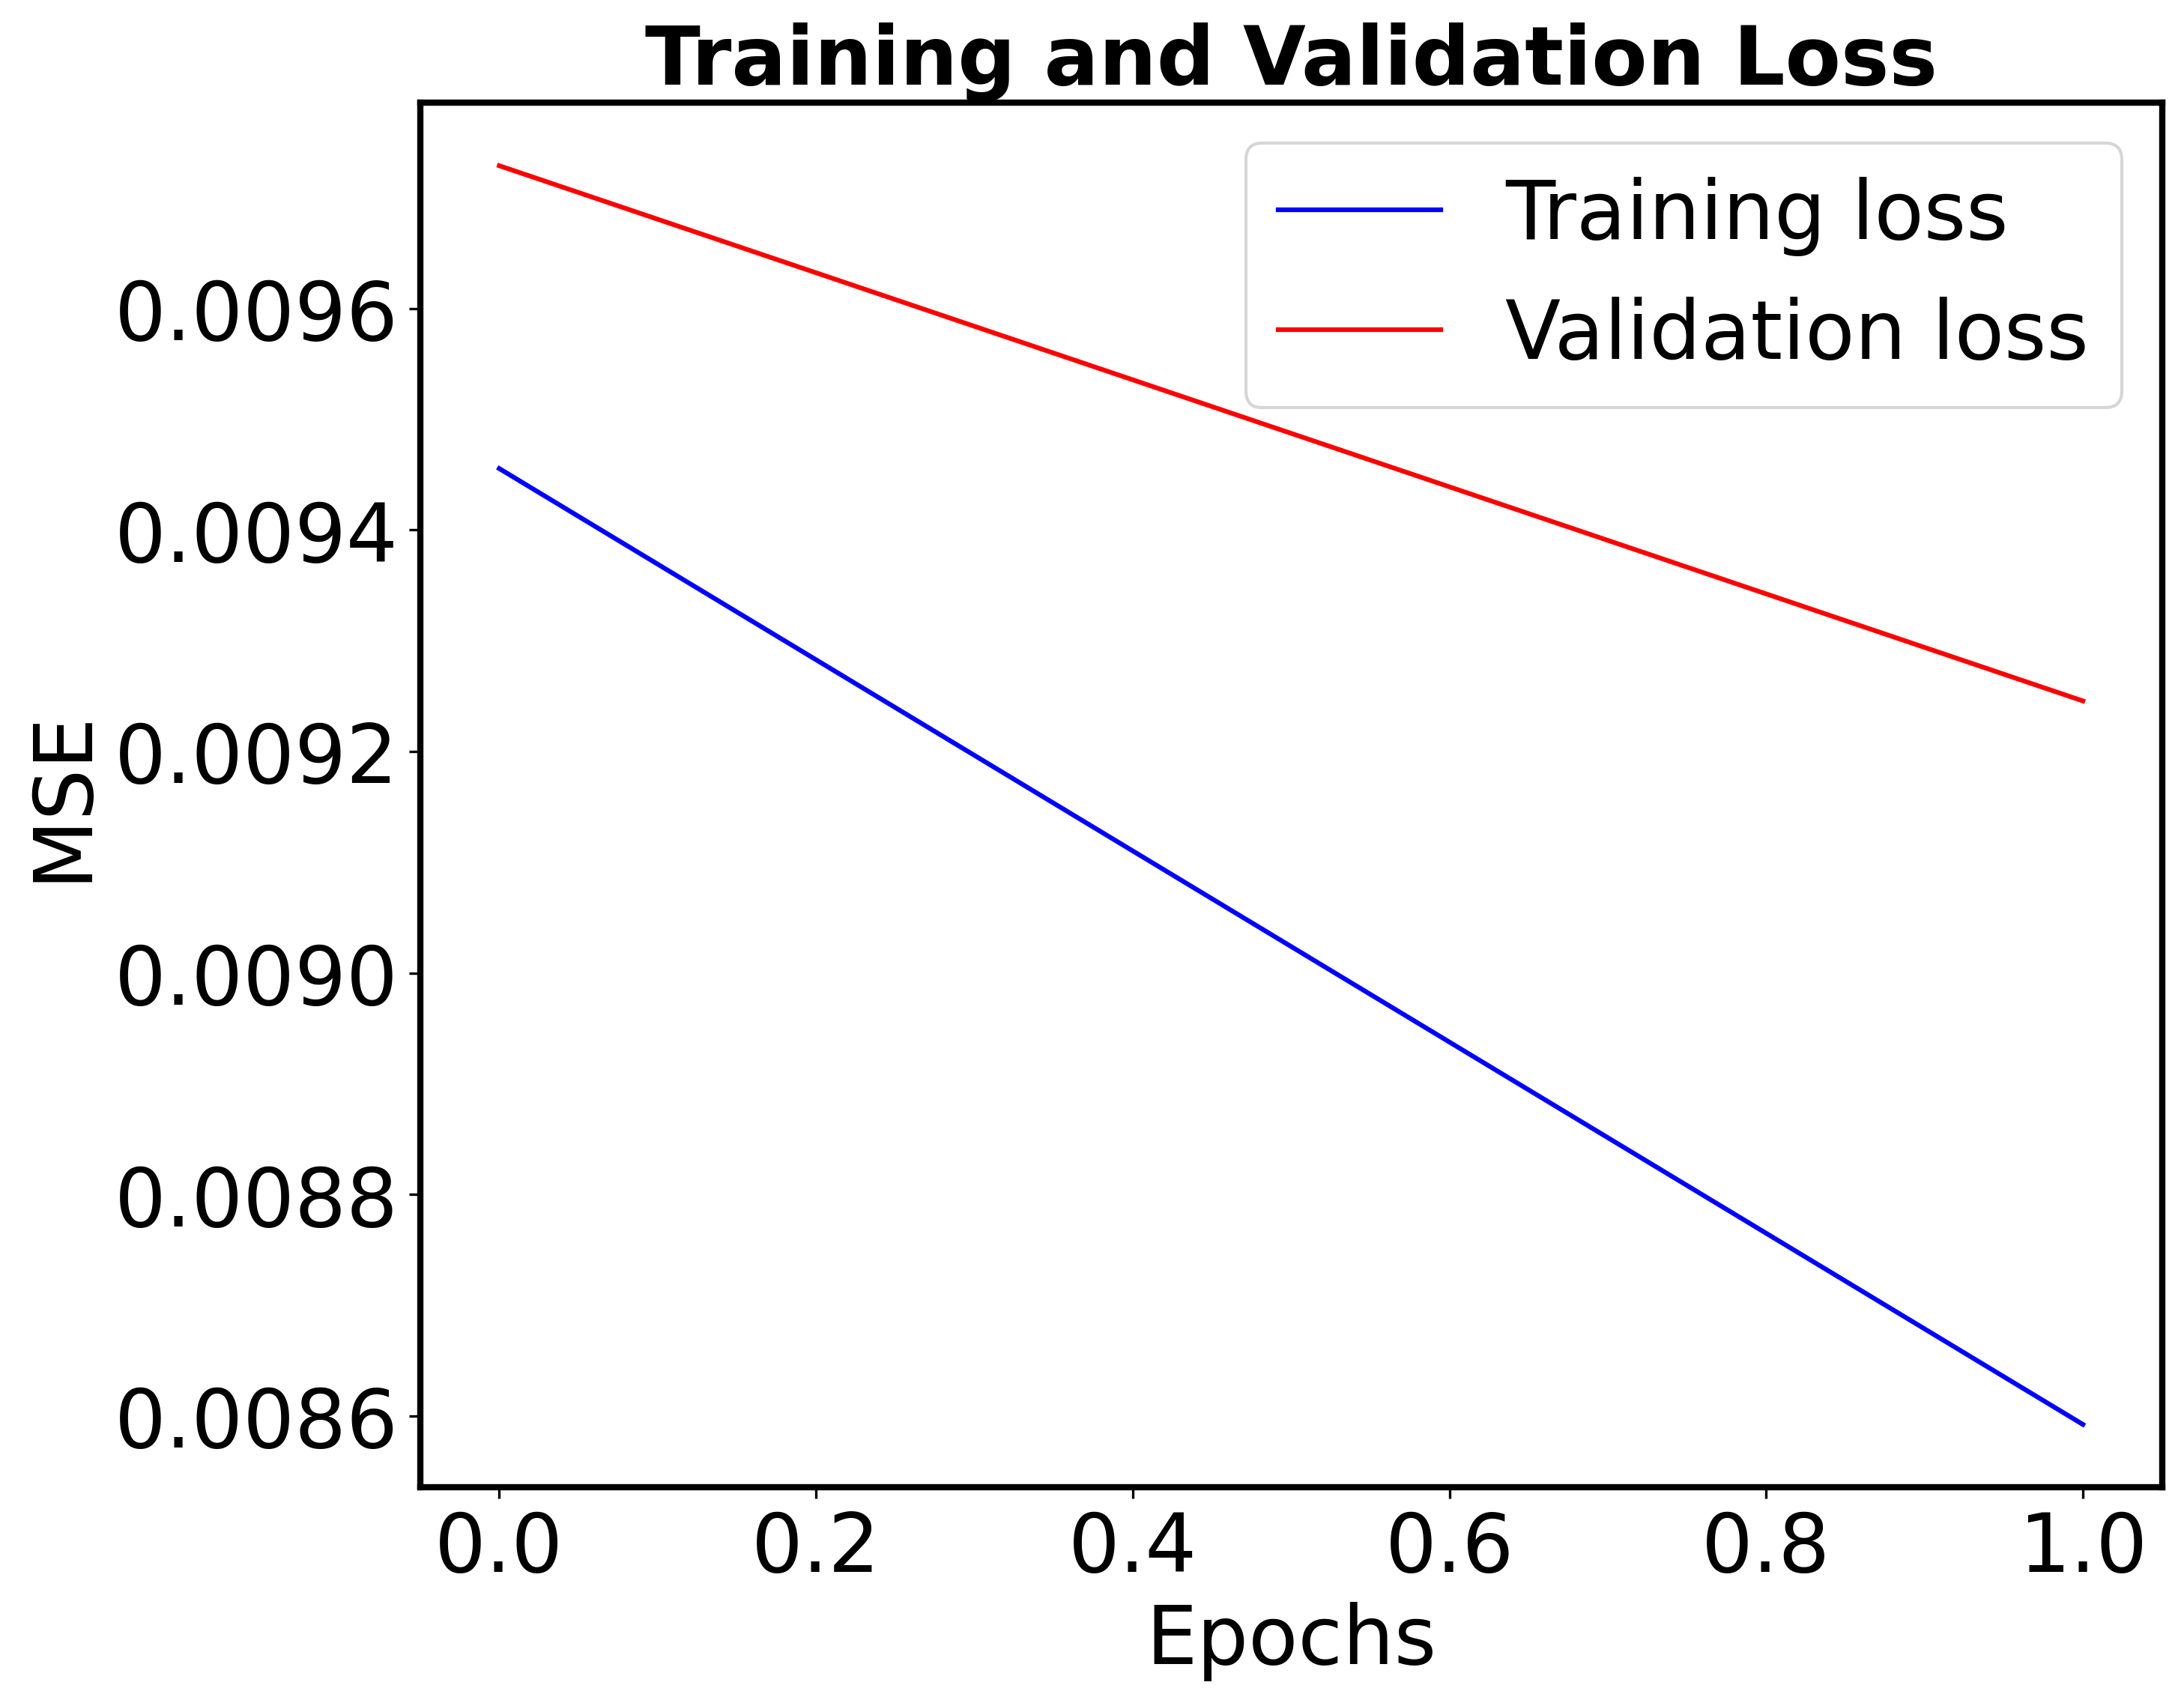 Training and Validation Loss
Training loss
Validation loss
0.0096
0.0094
0.0092
0.0090
0.0088
0.0086
MSE
0.0 0.2 0.4 0.6 0.8 1.0
Epochs